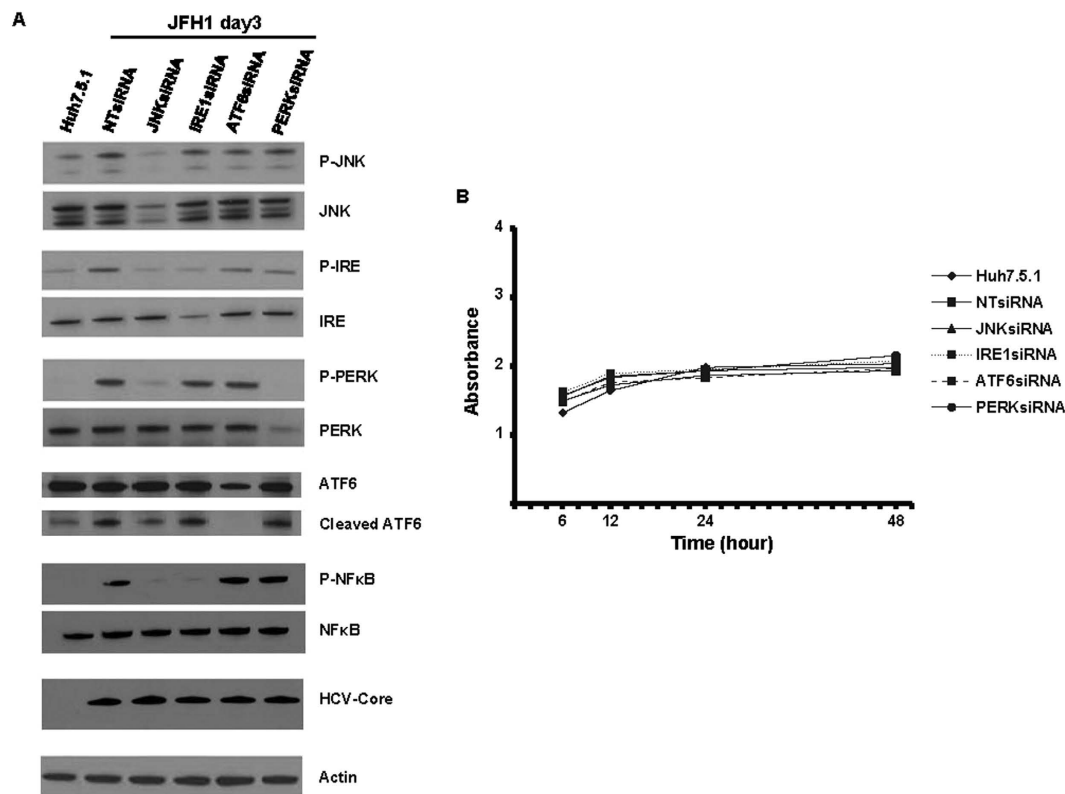 A
JFH1 day3
Huh7.5.1
NTsiRNA
JNKsiRNA
IRE1siRNA
ATF6siRNA
PERKsiRNA
P-JNK
JNK
P-IRE
IRE
P-PERK
PERK
ATF6
Cleaved ATF6
P-NFκB
NFκB
HCV-Core
Actin
B
Absorbance
4
3
2
1
6
12
24
48
Time (hour)
Huh7.5.1
NTsiRNA
JNKsiRNA
IRE1siRNA
ATF6siRNA
PERKsiRNA